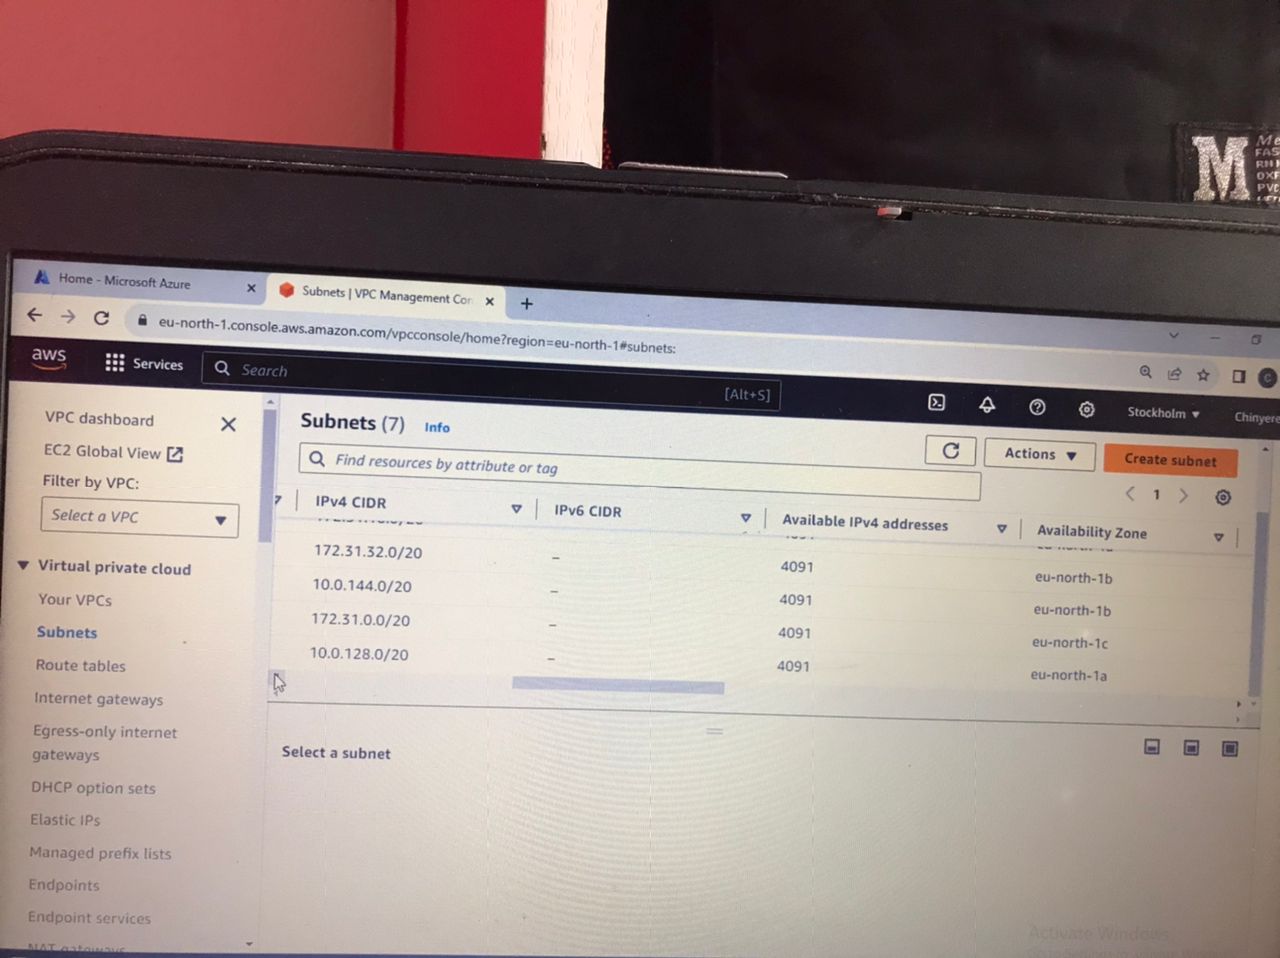 M
FAS
Home - Microsoft Azure
Subnets | VPC Management Con
eu-north-1.console.aws.amazon.com/vpcconsole/home?region=eu-north-1#subnets:
aws
Services
Search
[Alt+S]
Stockholm
Chinyere
VPC dashboard
EC2 Global View
Filter by VPC:
Select a VPC
Virtual private cloud
Your VPCs
Subnets
Route tables
Internet gateways
Egress-only internet
gateways
DHCP option sets
Elastic IPs
Managed prefix lists
Endpoints
Endpoint services
NAT gateways
Subnets (7) Info
Actions
Create subnet
Find resources by attribute or tag
1
IPv4 CIDR IPv6 CIDR Available IPv4 addresses Availability Zone
172.31.32.0/20 – 4091 eu-north-1b
10.0.144.0/20 – 4091 eu-north-1b
172.31.0.0/20 – 4091 eu-north-1c
10.0.128.0/20 – 4091 eu-north-1a
Select a subnet
Activate Windows